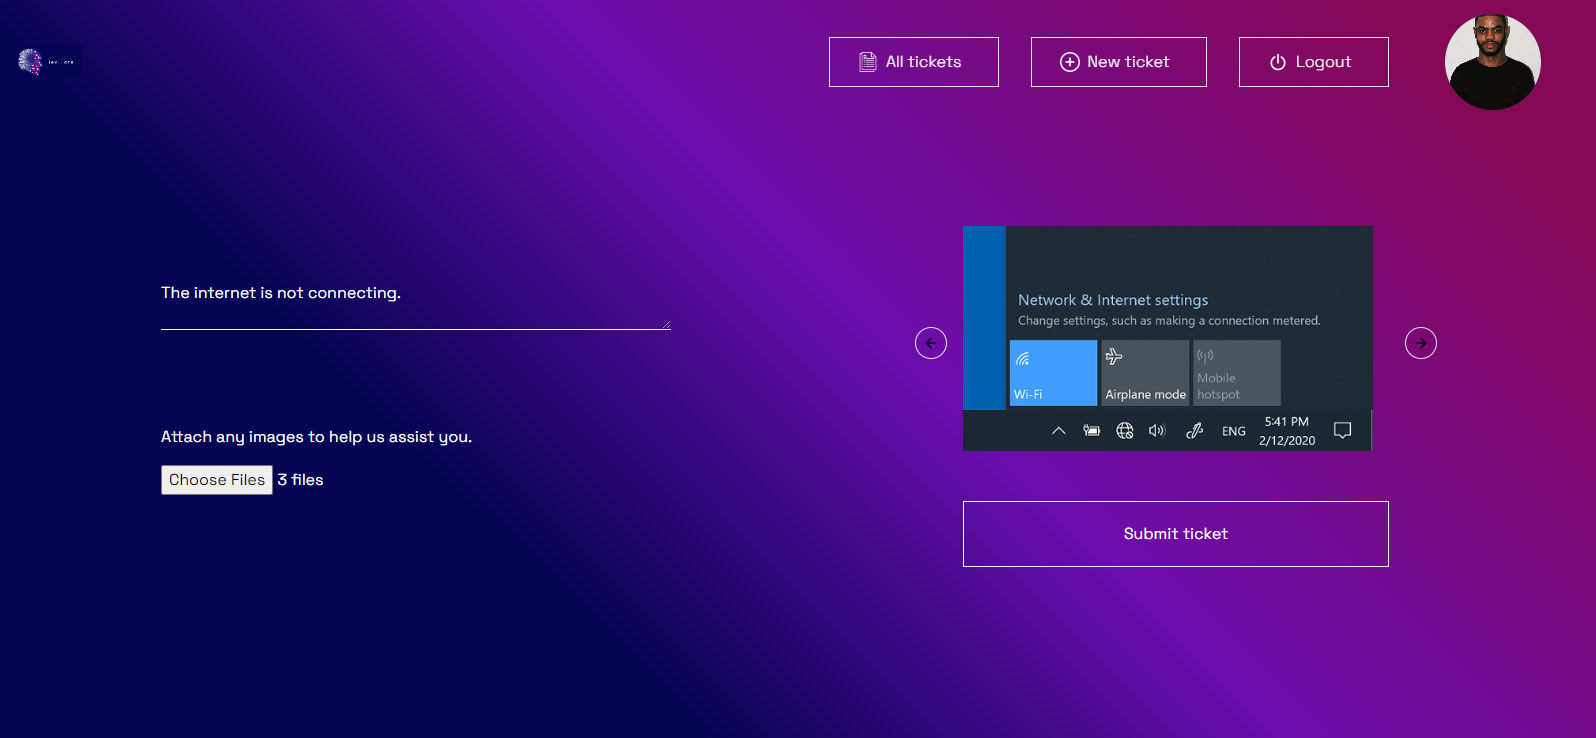 All tickets
New ticket
Logout
The internet is not connecting.
Attach any images to help us assist you.
Choose Files 3 files
Network & Internet settings
Change settings, such as making a connection metered.
Wi-Fi
Airplane mode
Mobile
hotspot
ENG
5:41 PM
2/12/2020
Submit ticket